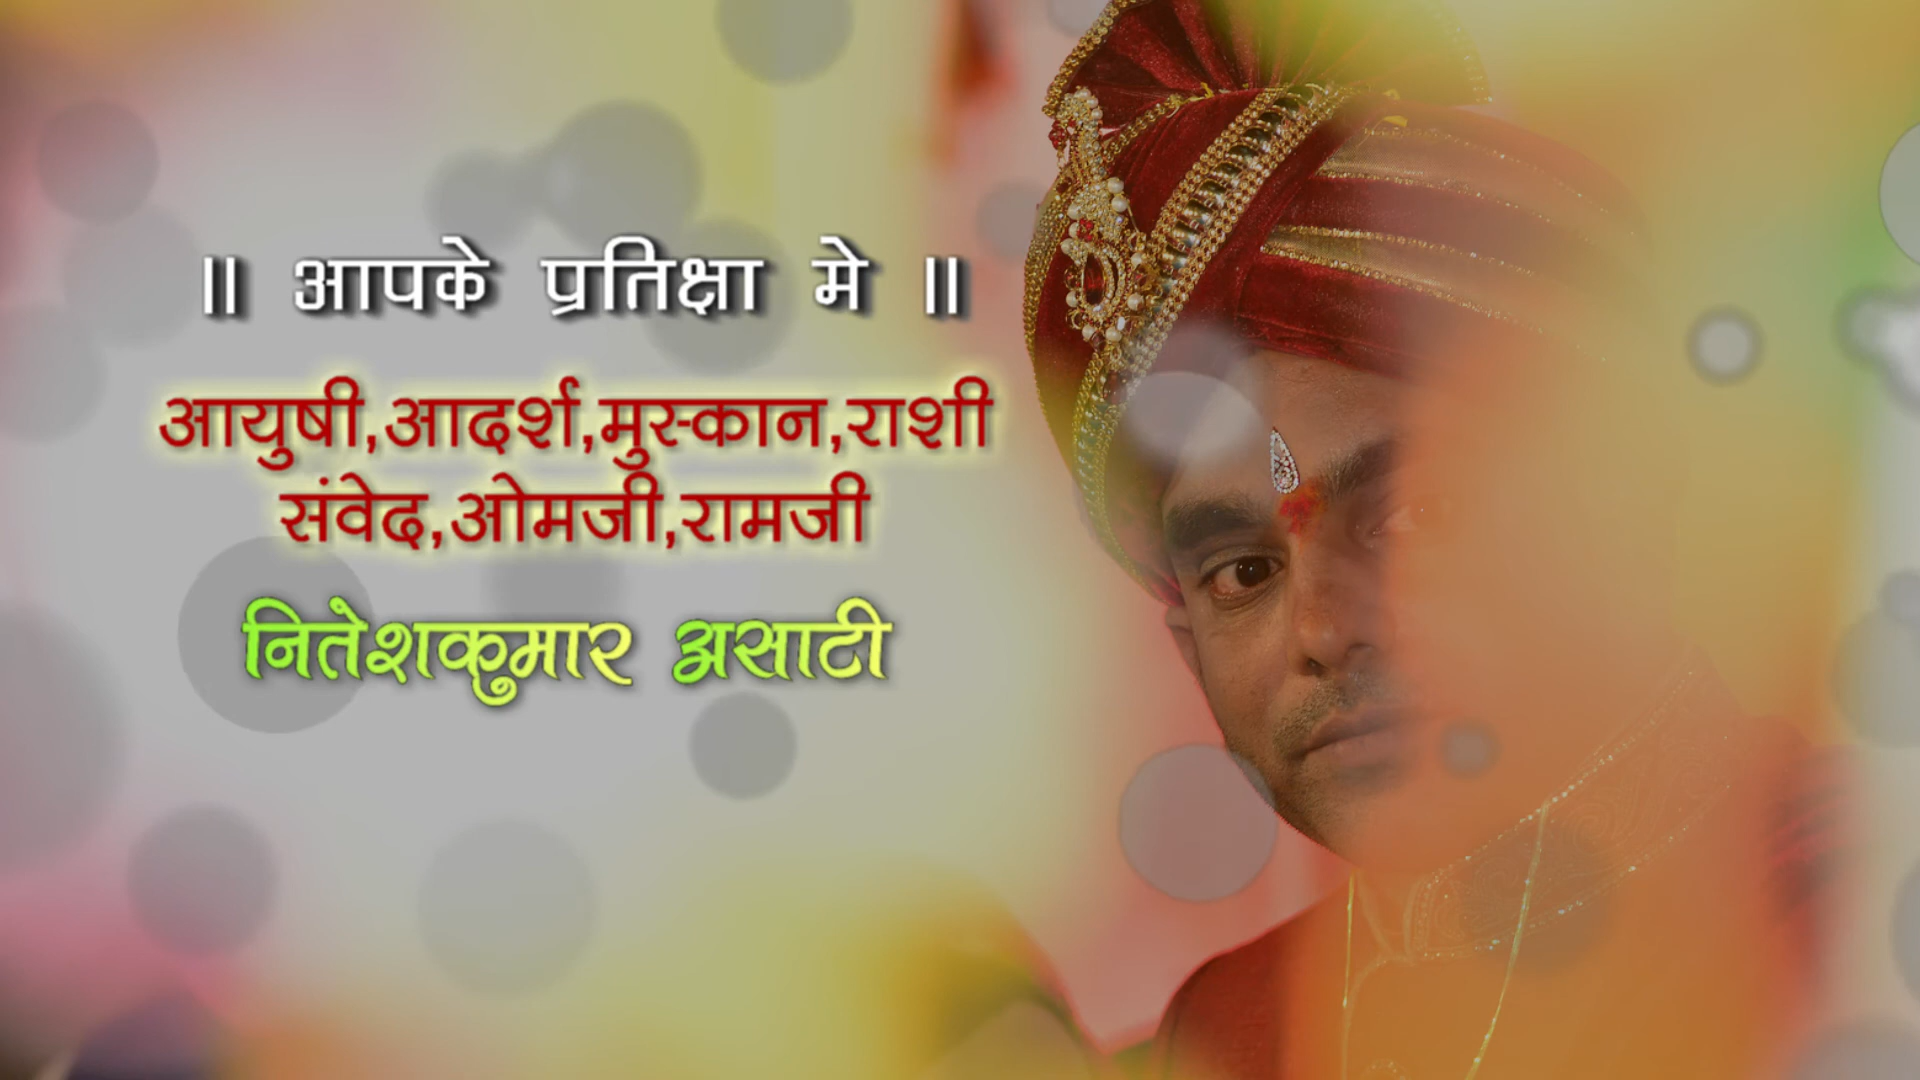 ॥ आपके प्रतिक्षा मे ॥
आयुषी,आदर्श,मुस्कान,राशी
संवेद,ओमजी,रामजी
नितेशकुमार असाटी